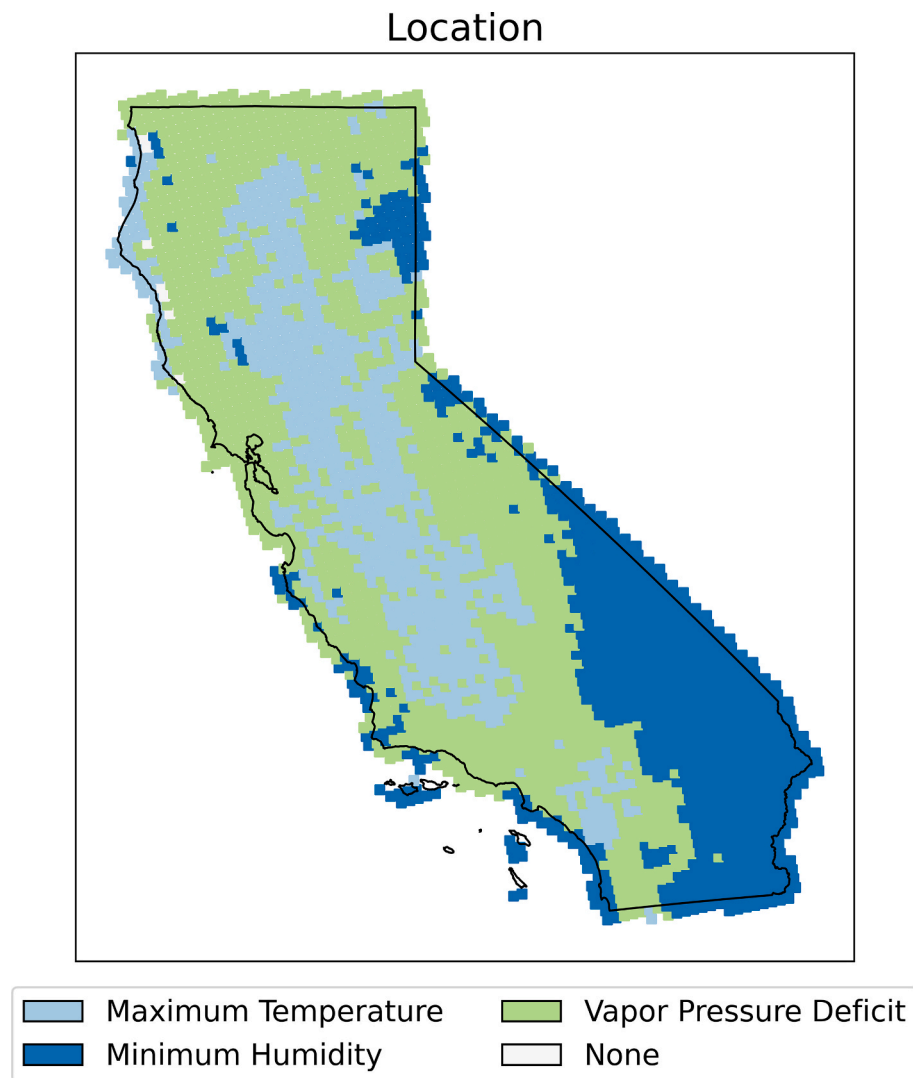 Location
Maximum Temperature
Vapor Pressure Deficit
Minimum Humidity
None